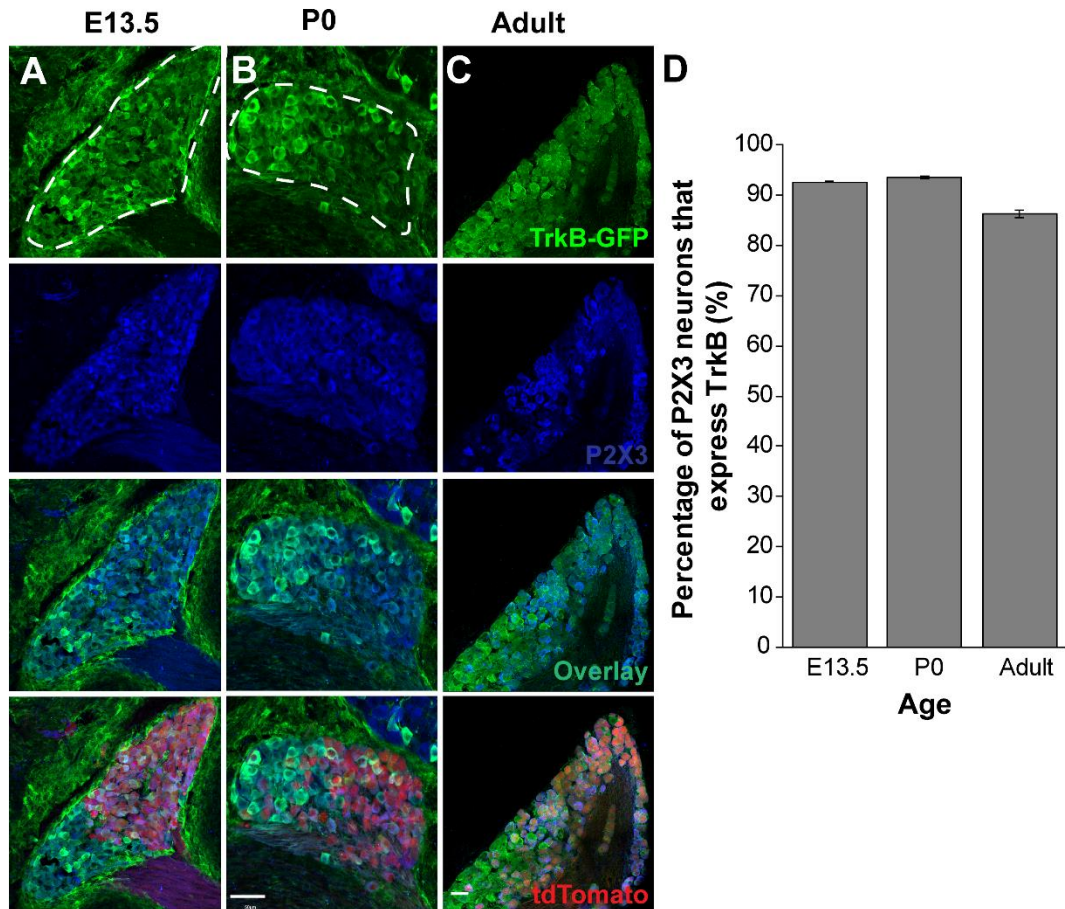 E13.5
P0
Adult
A
B
C
D
TrkB-GFP
P2X3
Overlay
tdTomato
Percentage of P2X3 neurons that
express TrkB (%)
100
90
80
70
60
50
40
30
20
10
0
E13.5
P0
Adult
Age